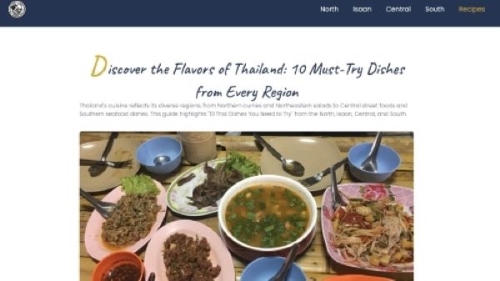 North Isaan Central South Recipes
Discover the Flavors of Thailand: 10 Must-Try Dishes
from Every Region
Thailand's cuisine reflects its diverse regions, from Northern curries and Northeastern salads to Central street foods and
Southern seafood dishes. This guide highlights "10 Thai Dishes You Need to Try" from the North, Isaan, Central, and South.